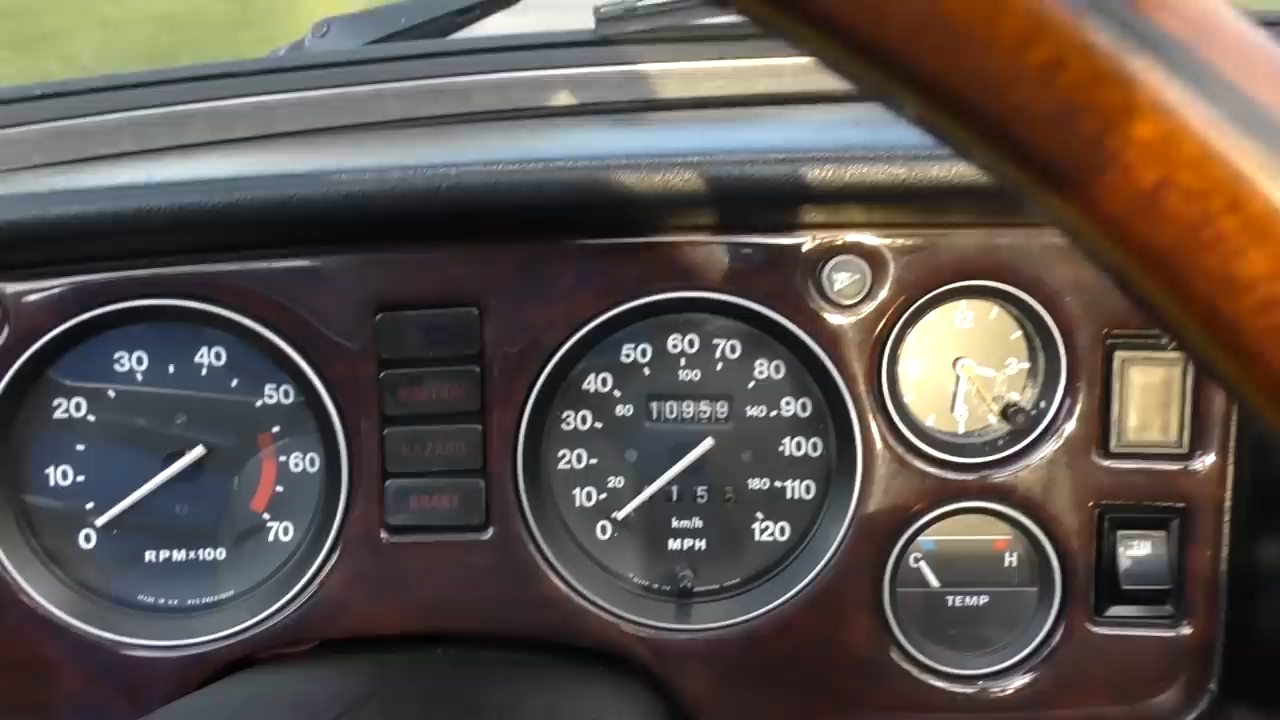 30 40
20 50
10 60
0 70
RPM×100
IGNITION
HAZARD
BRAKE
50 60 70
40 100 80
30 60 10959 140 90
20 100
10 20 1 5 180 110
0 km/h 120
MPH
12
3
6
C H
TEMP